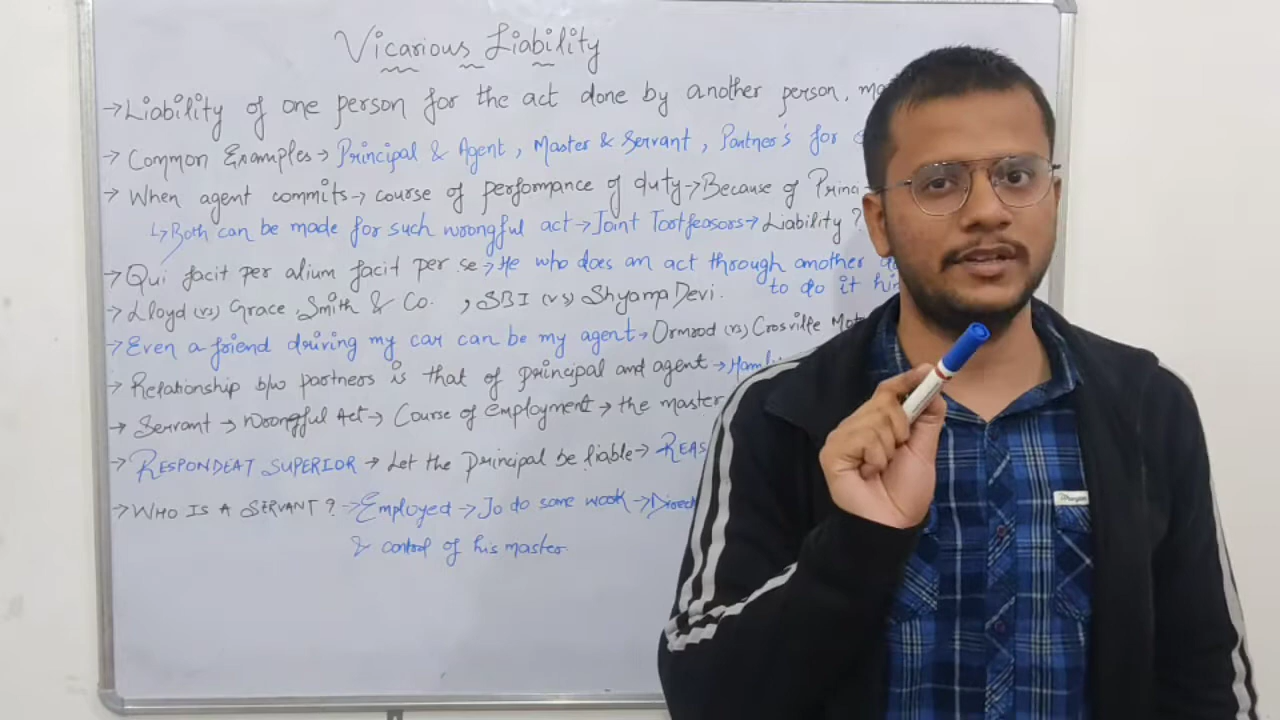 Vicarious Liability
→ Liability of one person for the act done by another person, ma
→ Common Examples → Principal & Agent, Master & Servant, Partner's for
→ When agent commits → course of performance of duty → Because of Princ
↳ Both can be made for such wrongful act → Joint Tortfeasors → Liability?
→ Qui facit per alium facit per se → He who does an act through another
to do it hi
→ Lloyd (vs) Grace Smith & Co., SBI (vs) Shyama Devi.
→ Even a friend driving my car can be my agent → Ormrod (vs) Crosville Mot
→ Relationship b/w partners is that of principal and agent → Haml
→ Servant → Wrongful Act → Course of employment → the master
→ RESPONDEAT SUPERIOR → Let the principal be liable → REAS
→ WHO IS A SERVANT? → Employed → To do some work → Direc
& control of his master